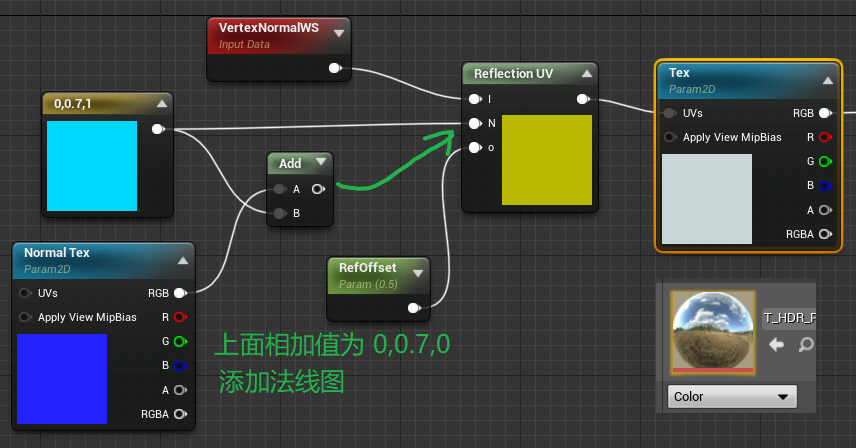 VertexNormalWS
Input Data
0,0.7,1
Reflection UV
I
N
o
Tex
Param2D
UVs
RGB
Apply View MipBias
R
G
B
A
RGBA
Add
A
B
Normal Tex
Param2D
UVs
RGB
Apply View MipBias
R
G
B
A
RGBA
RefOffset
Param (0.5)
上面相加值为 0,0.7,0
添加法线图
T_HDR_F
Color